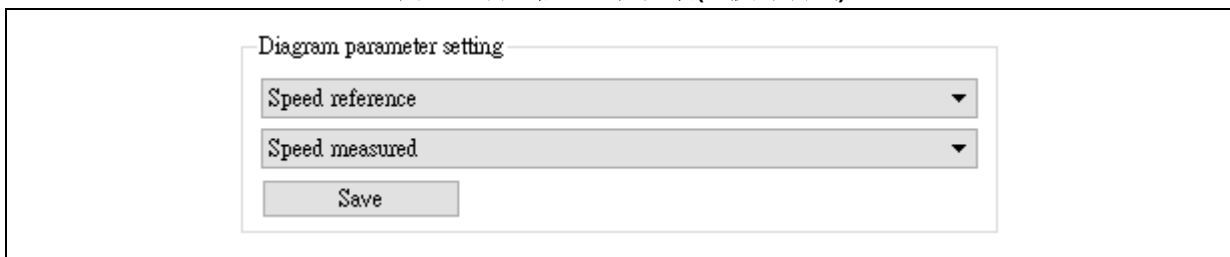 Diagram parameter setting
Speed reference
Speed measured
Save